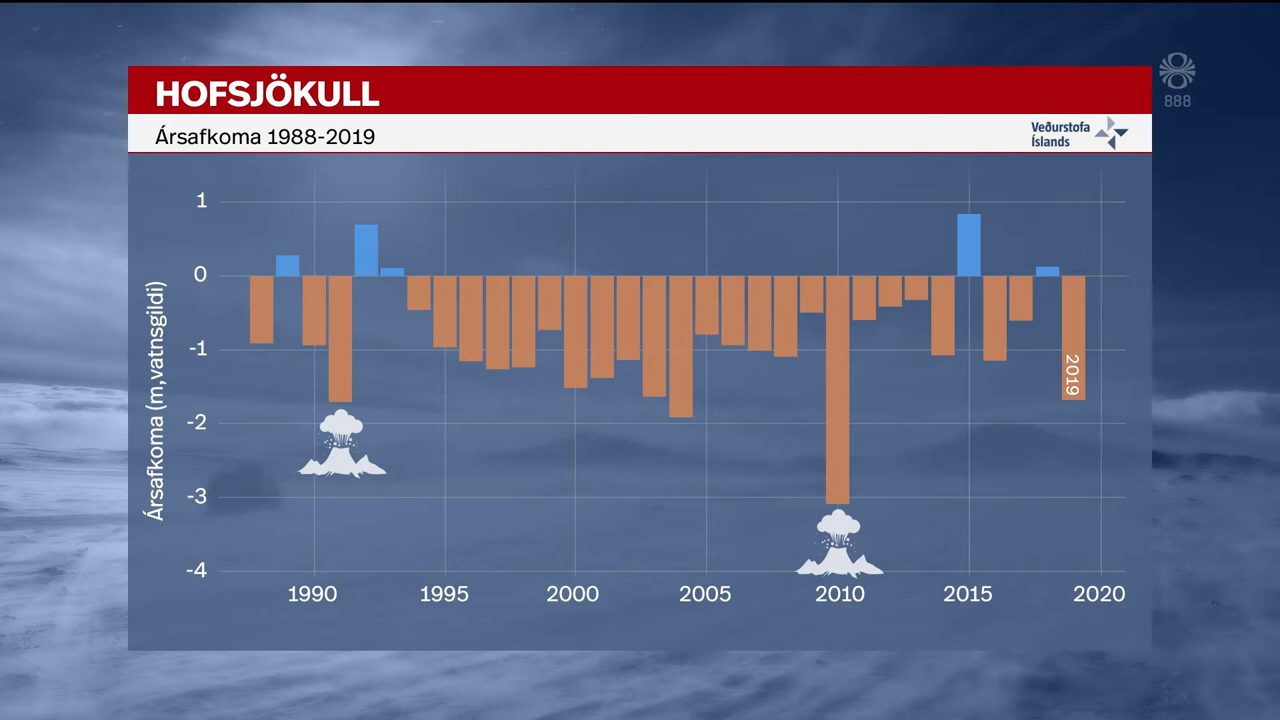 888
HOFSJÖKULL
Ársafkoma 1988-2019
Veðurstofa
Íslands
Ársafkoma (m,vatnsgildi)
1
0
-1
-2
-3
-4
2019
1990 1995 2000 2005 2010 2015 2020